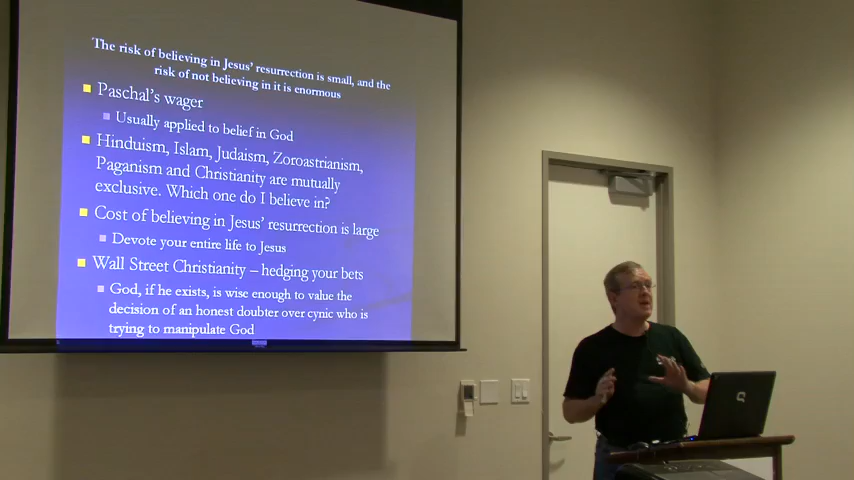 The risk of believing in Jesus' resurrection is small, and the
risk of not believing in it is enormous
Paschal's wager
Usually applied to belief in God
Hinduism, Islam, Judaism, Zoroastrianism,
Paganism and Christianity are mutually
exclusive. Which one do I believe in?
Cost of believing in Jesus' resurrection is large
Devote your entire life to Jesus
Wall Street Christianity – hedging your bets
God, if he exists, is wise enough to value the
decision of an honest doubter over cynic who is
trying to manipulate God